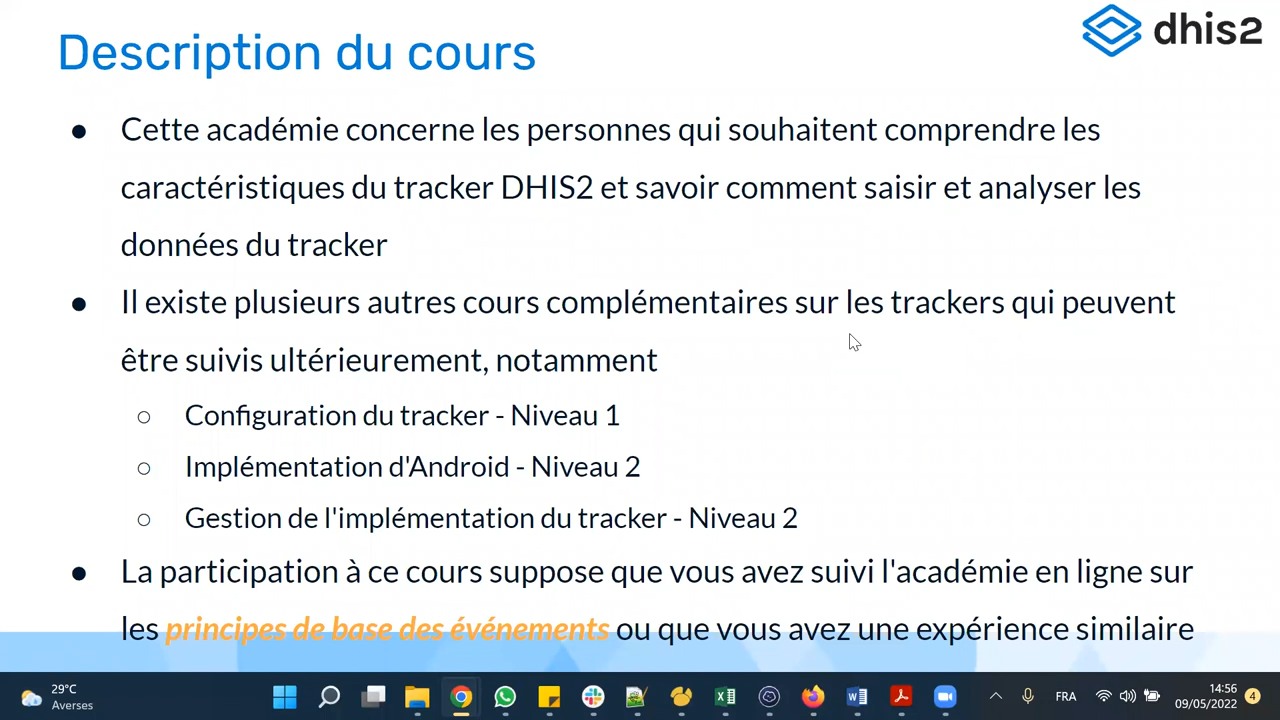 Description du cours
dhis2
● Cette académie concerne les personnes qui souhaitent comprendre les
caractéristiques du tracker DHIS2 et savoir comment saisir et analyser les
données du tracker
● Il existe plusieurs autres cours complémentaires sur les trackers qui peuvent
être suivis ultérieurement, notamment
○ Configuration du tracker - Niveau 1
○ Implémentation d'Android - Niveau 2
○ Gestion de l'implémentation du tracker - Niveau 2
● La participation à ce cours suppose que vous avez suivi l'académie en ligne sur
les principes de base des événements ou que vous avez une expérience similaire
29°C
Averses
FRA
14:56
09/05/2022
4